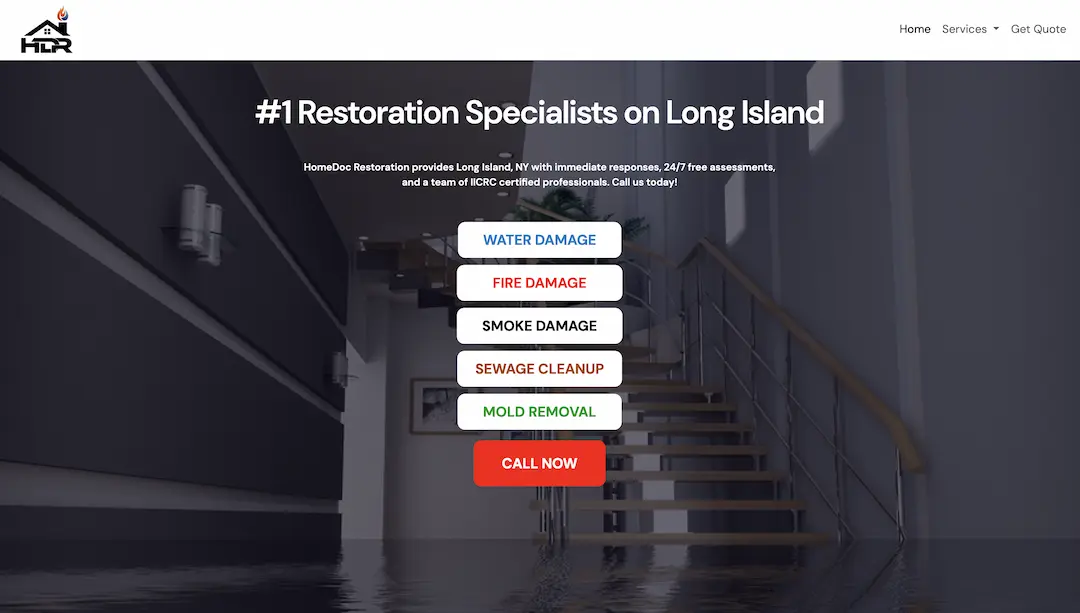 HDR
Home Services Get Quote
#1 Restoration Specialists on Long Island
HomeDoc Restoration provides Long Island, NY with immediate responses, 24/7 free assessments,
and a team of IICRC certified professionals. Call us today!
WATER DAMAGE
FIRE DAMAGE
SMOKE DAMAGE
SEWAGE CLEANUP
MOLD REMOVAL
CALL NOW